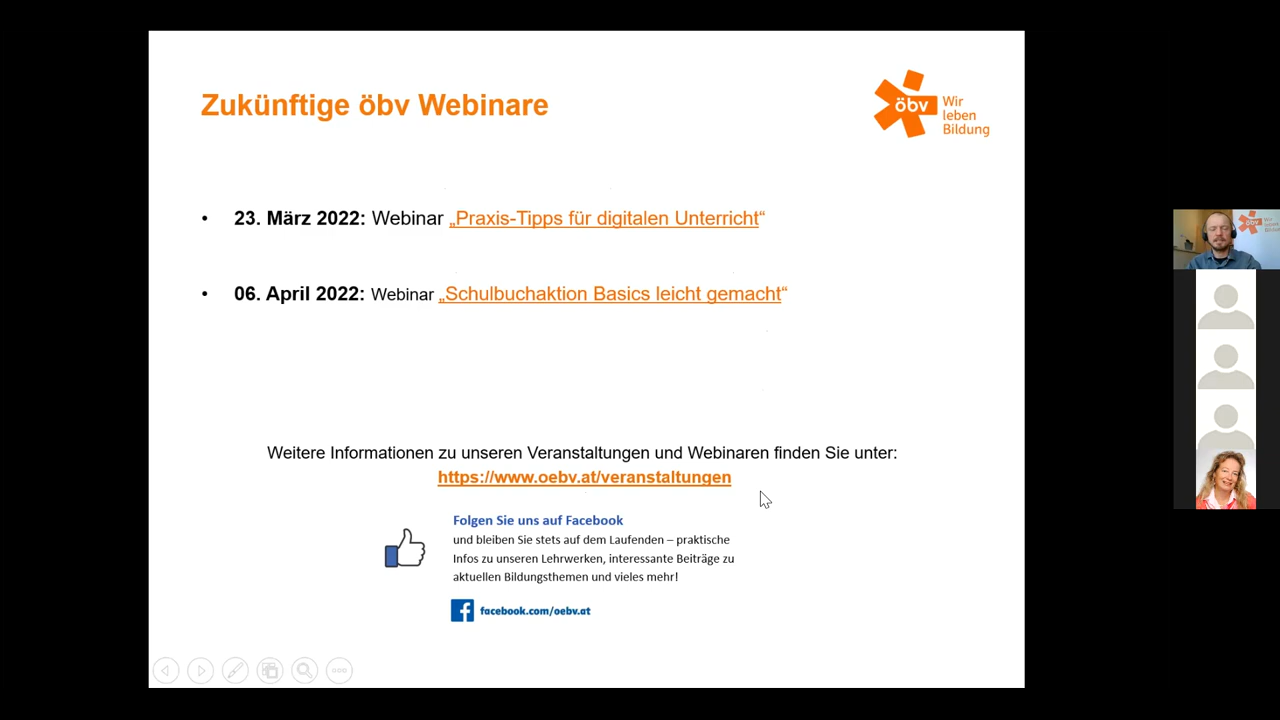 Zukünftige öbv Webinare
öbv Wir
leben
Bildung
• 23. März 2022: Webinar „Praxis-Tipps für digitalen Unterricht“
• 06. April 2022: Webinar „Schulbuchaktion Basics leicht gemacht“
Weitere Informationen zu unseren Veranstaltungen und Webinaren finden Sie unter:
https://www.oebv.at/veranstaltungen
Folgen Sie uns auf Facebook
und bleiben Sie stets auf dem Laufenden – praktische
Infos zu unseren Lehrwerken, interessante Beiträge zu
aktuellen Bildungsthemen und vieles mehr!
facebook.com/oebv.at
öbv